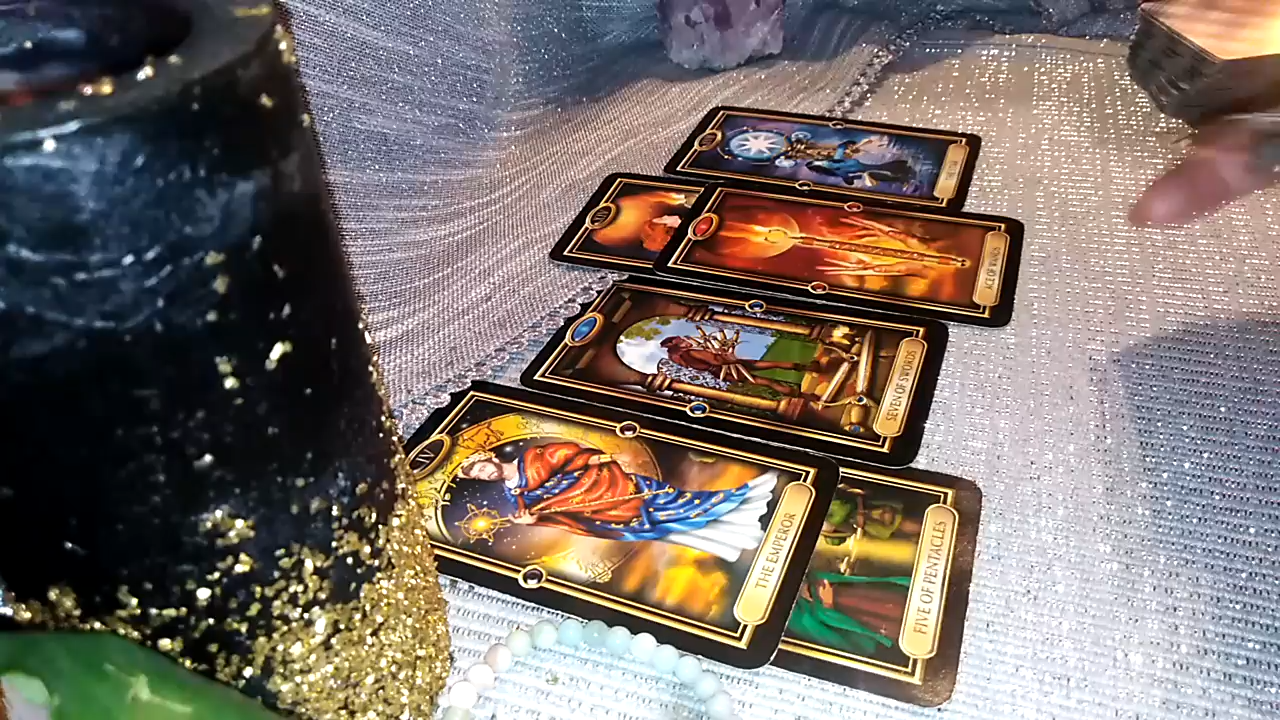 ACE OF WANDS
SEVEN OF SWORDS
IV
THE EMPEROR
FIVE OF PENTACLES